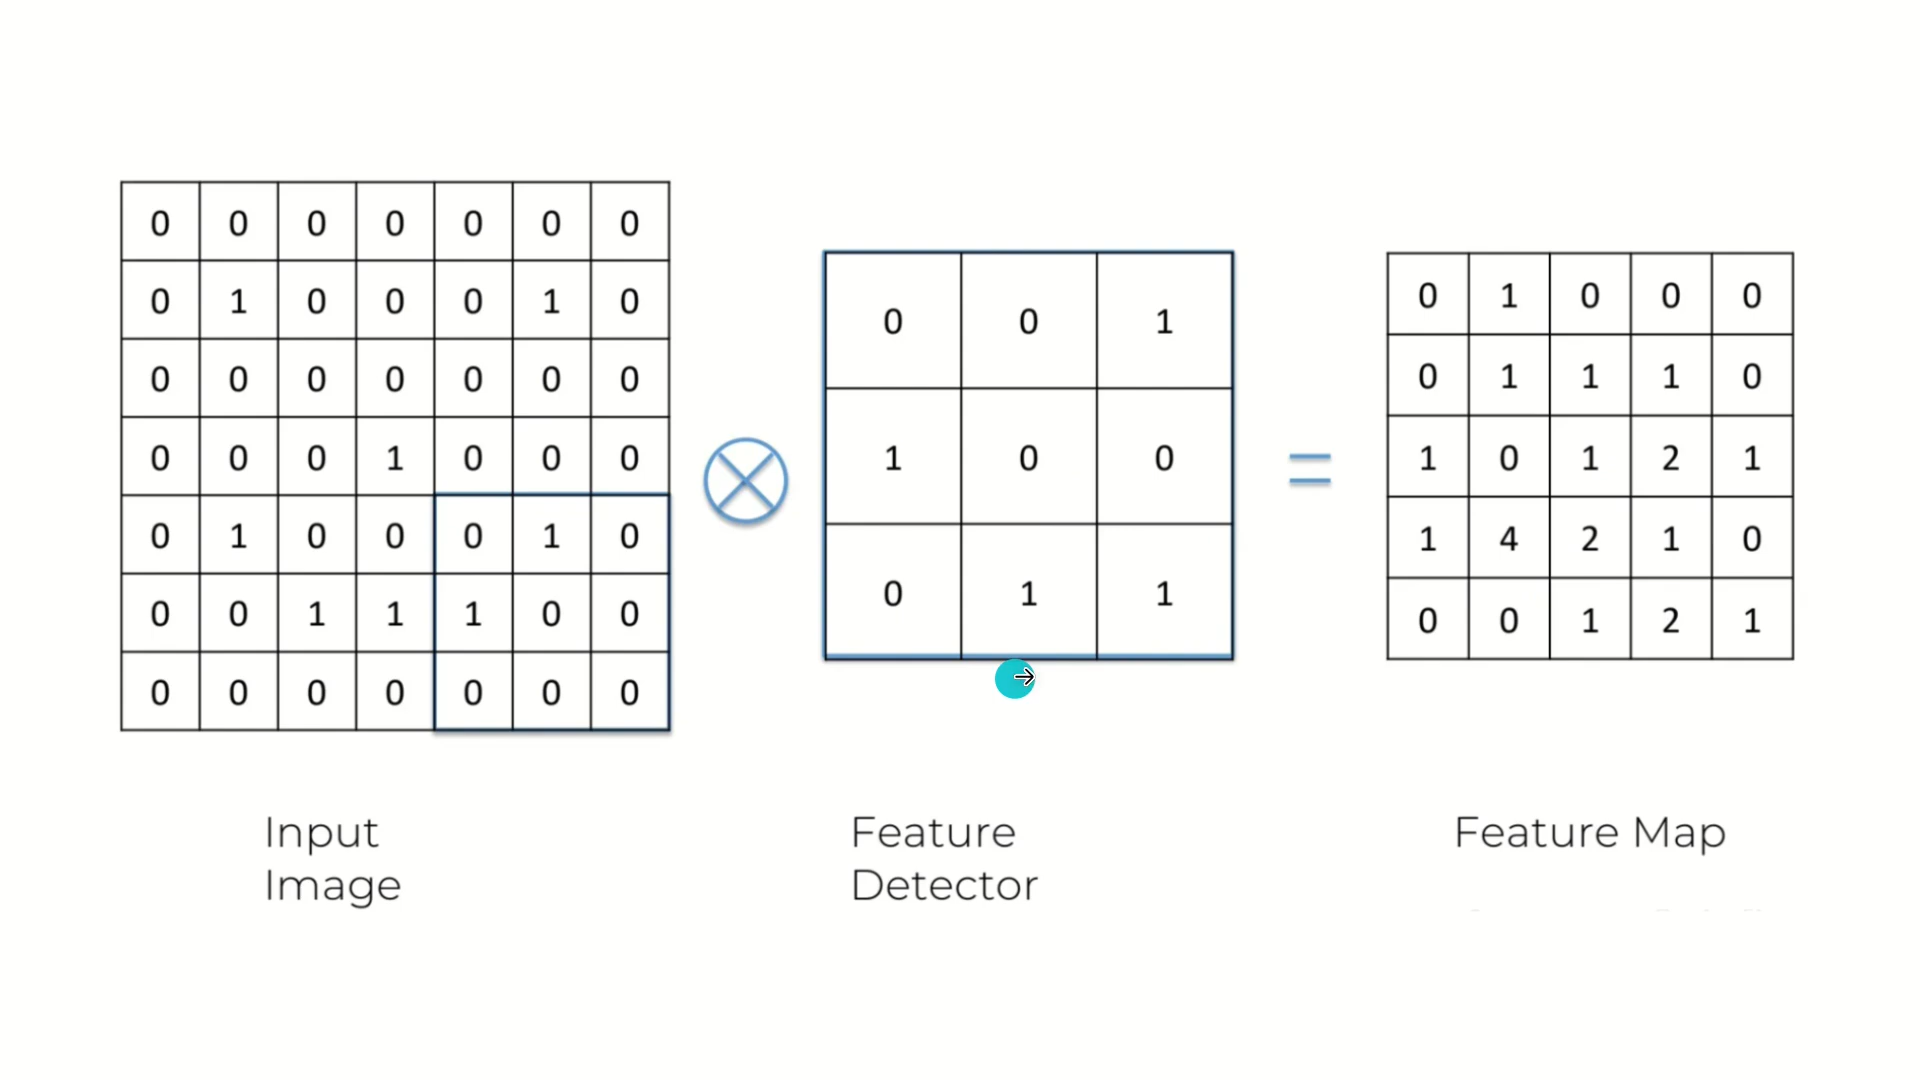 0 0 0 0 0 0 0
0 1 0 0 0 1 0
0 0 0 0 0 0 0
0 0 0 1 0 0 0
0 1 0 0 0 1 0
0 0 1 1 1 0 0
0 0 0 0 0 0 0
Input
Image
0 0 1
1 0 0
0 1 1
Feature
Detector
=
0 1 0 0 0
0 1 1 1 0
1 0 1 2 1
1 4 2 1 0
0 0 1 2 1
Feature Map